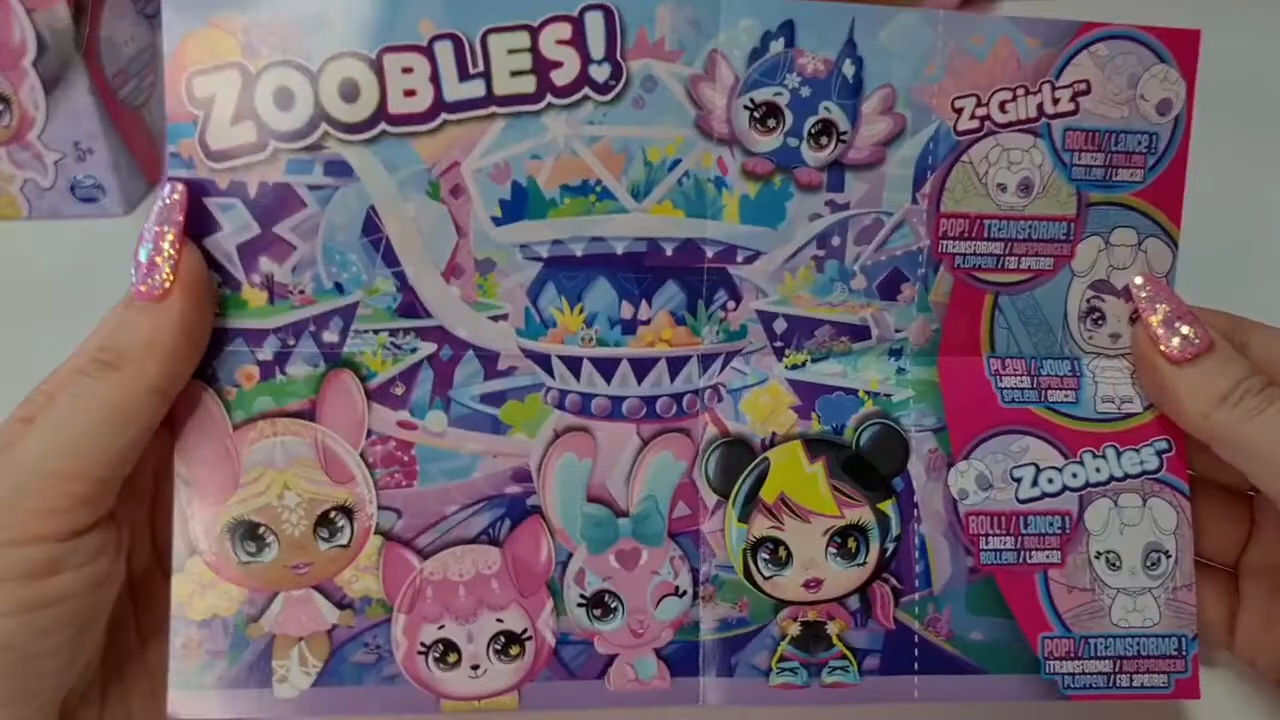 ZOOBLES!
5+
Z-Girlz™
ROLL! / LANCE !
¡LANZA! / ROLLEN!
ROLLEN! / LANCIA!
POP! / TRANSFORME !
¡TRANSFORMA! / AUFSPRINGEN!
PLOPPEN! / FAI APRIRE!
PLAY! / JOUE !
¡JUEGA! / SPIELEN!
SPELEN! / GIOCA!
Zoobles™
ROLL! / LANCE !
¡LANZA! / ROLLEN!
ROLLEN! / LANCIA!
POP! / TRANSFORME !
¡TRANSFORMA! / AUFSPRINGEN!
PLOPPEN! / FAI APRIRE!